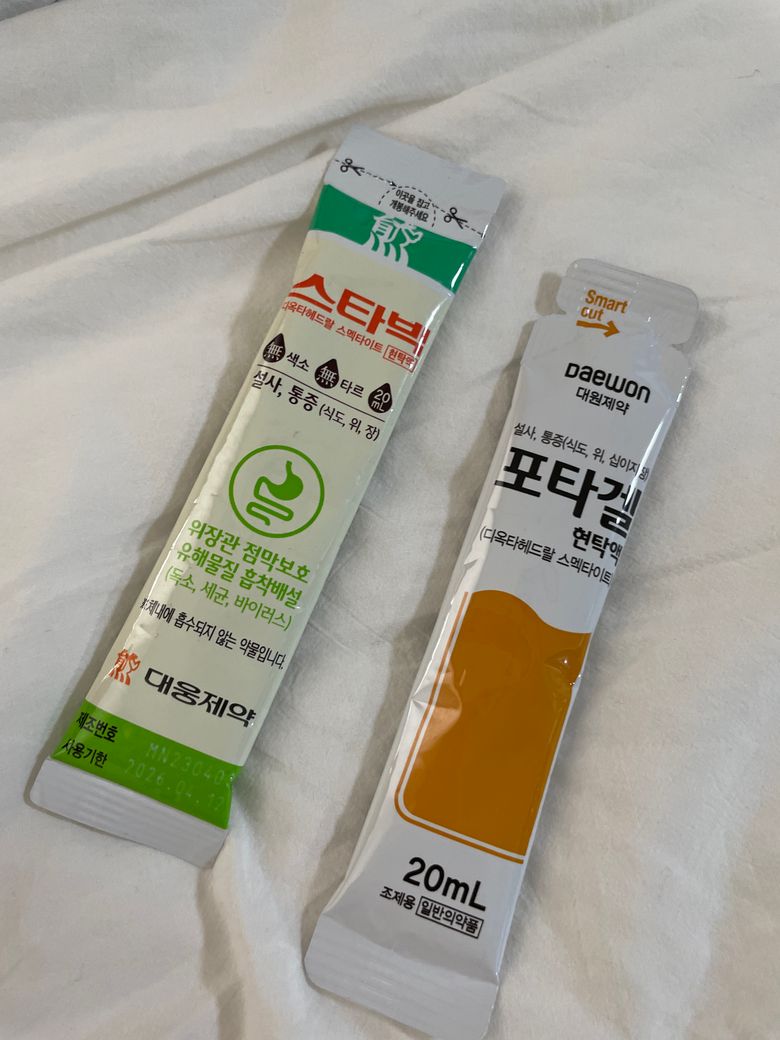 이곳을 잡고
개봉해주세요
스타빅
디옥타헤드랄 스멕타이트 현탁액
無 색소 無 타르 20 mL
설사, 통증 (식도, 위, 장)
위장관 점막보호
유해물질 흡착배설
(독소, 세균, 바이러스)
체내에 흡수되지 않는 약물입니다.
대웅제약
제조번호 MN230409
사용기한 2026.04.12
Smart
cut
DaewoN
대원제약
설사, 통증(식도, 위, 십이지장)
포타겔
현탁액
(디옥타헤드랄 스멕타이트)
20mL
조제용 일반의약품